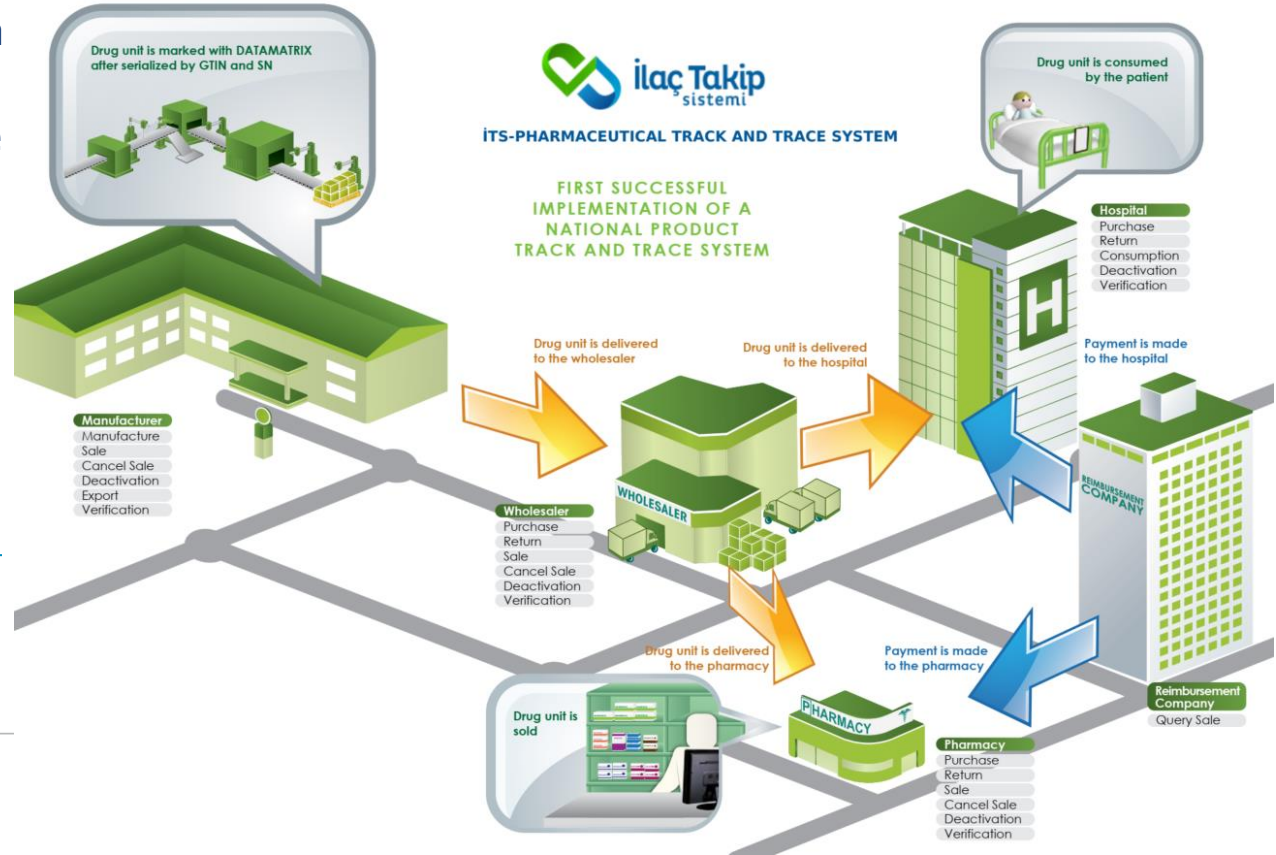 Drug unit is marked with DATAMATRIX
after serialized by GTIN and SN
ilaç Takip
sistemi
İTS-PHARMACEUTICAL TRACK AND TRACE SYSTEM
FIRST SUCCESSFUL
IMPLEMENTATION OF A
NATIONAL PRODUCT
TRACK AND TRACE SYSTEM
Drug unit is consumed
by the patient
Hospital
Purchase
Return
Consumption
Deactivation
Verification
H
Drug unit is delivered
to the wholesaler
Drug unit is delivered
to the hospital
Payment is made
to the hospital
Manufacturer
Manufacture
Sale
Cancel Sale
Deactivation
Export
Verification
WHOLESALER
REIMBURSEMENT
COMPANY
Wholesaler
Purchase
Return
Sale
Cancel Sale
Deactivation
Verification
Drug unit is delivered
to the pharmacy
Payment is made
to the pharmacy
Drug unit is
sold
PHARMACY
Reimbursement
Company
Query Sale
Pharmacy
Purchase
Return
Sale
Cancel Sale
Deactivation
Verification